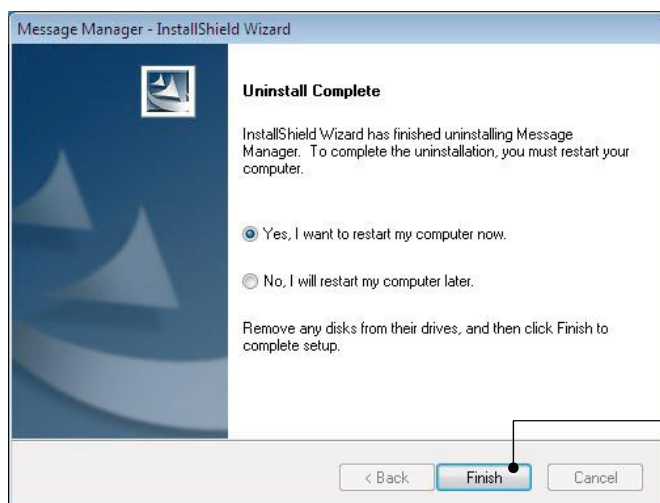 Message Manager - InstallShield Wizard
Uninstall Complete
InstallShield Wizard has finished uninstalling Message
Manager. To complete the uninstallation, you must restart your
computer.
Yes, I want to restart my computer now.
No, I will restart my computer later.
Remove any disks from their drives, and then click Finish to
complete setup.
< Back Finish Cancel